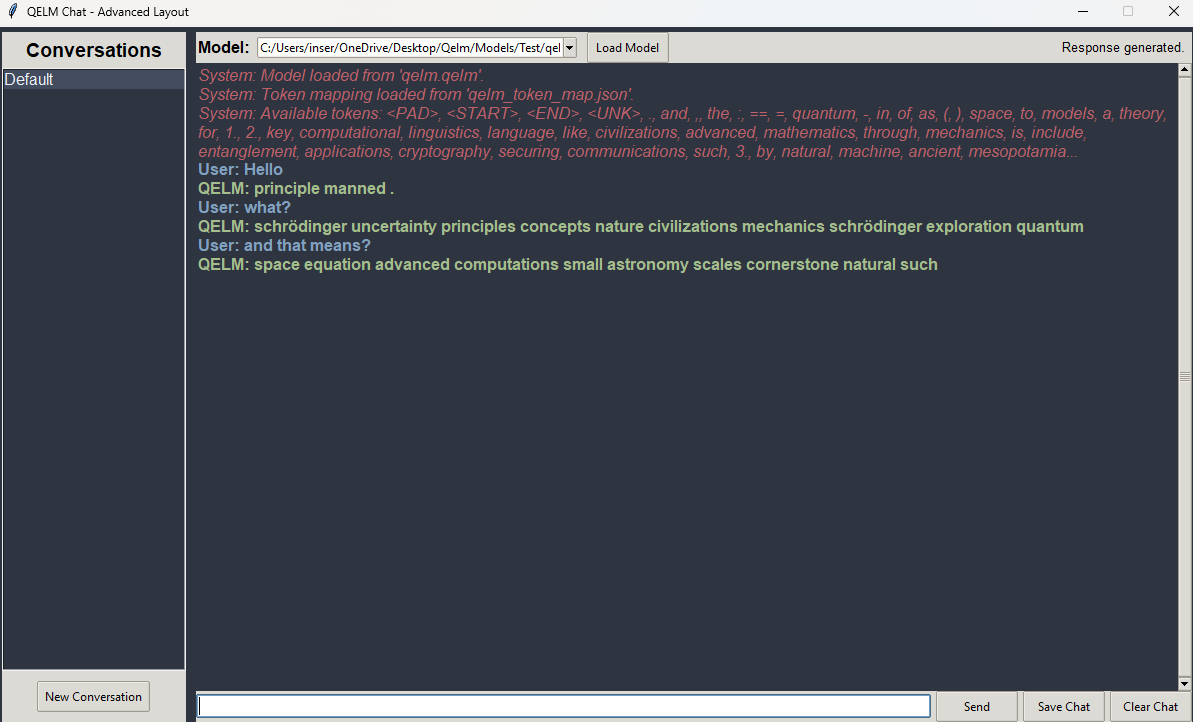 QELM Chat - Advanced Layout
Conversations
Default
New Conversation
Model: C:/Users/inser/OneDrive/Desktop/Qelm/Models/Test/qel Load Model Response generated.
System: Model loaded from 'qelm.qelm'.
System: Token mapping loaded from 'qelm_token_map.json'.
System: Available tokens: <PAD>, <START>, <END>, <UNK>, ., and, ,, the, :, ==, =, quantum, -, in, of, as, (, ), space, to, models, a, theory,
for, 1., 2., key, computational, linguistics, language, like, civilizations, advanced, mathematics, through, mechanics, is, include,
entanglement, applications, cryptography, securing, communications, such, 3., by, natural, machine, ancient, mesopotamia...
User: Hello
QELM: principle manned .
User: what?
QELM: schrödinger uncertainty principles concepts nature civilizations mechanics schrödinger exploration quantum
User: and that means?
QELM: space equation advanced computations small astronomy scales cornerstone natural such
Send Save Chat Clear Chat